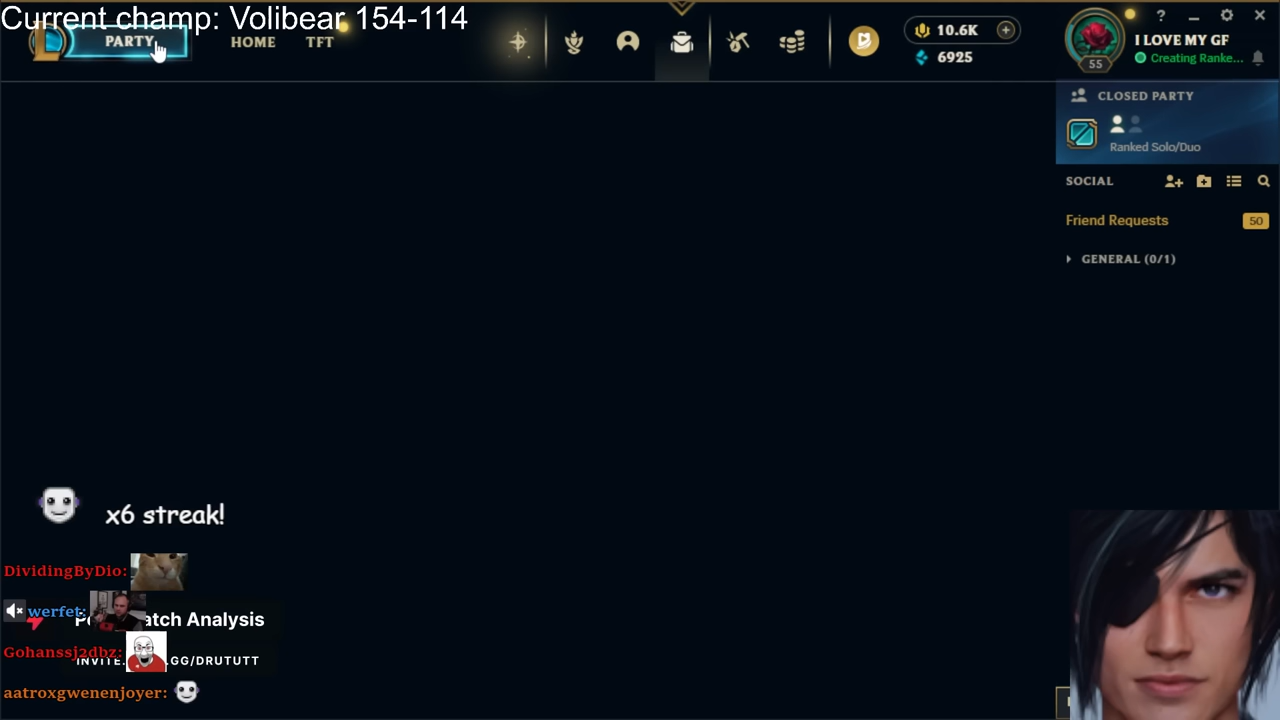 Current champ: Volibear 154-114
PARTY
HOME
TFT
10.6K
6925
?
I LOVE MY GF
55
Creating Ranke...
CLOSED PARTY
Ranked Solo/Duo
SOCIAL
Friend Requests
50
GENERAL (0/1)
x6 streak!
DividingByDio:
werfet:
atch Analysis
Gohanssj2dbz:
INVITE.
.GG/DRUTUTT
aatroxgwenenjoyer: